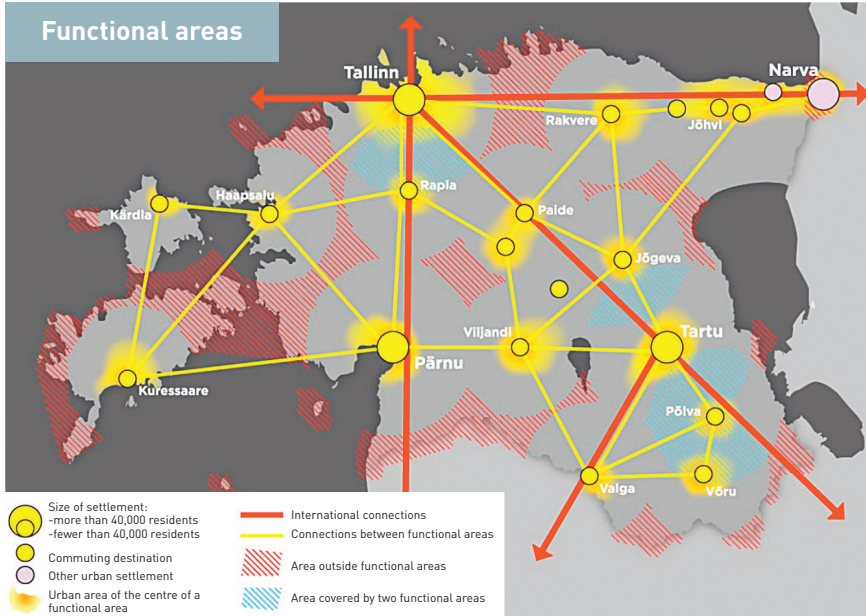 Functional areas
Tallinn
Narva
Rakvere
Jõhvi
Rapla
Haapsalu
Kärdla
Paide
Jõgeva
Viljandi
Tartu
Pärnu
Kuressaare
Põlva
Valga
Võru
Size of settlement:
-more than 40,000 residents
-fewer than 40,000 residents
Commuting destination
Other urban settlement
Urban area of the centre of a
functional area
International connections
Connections between functional areas
Area outside functional areas
Area covered by two functional areas